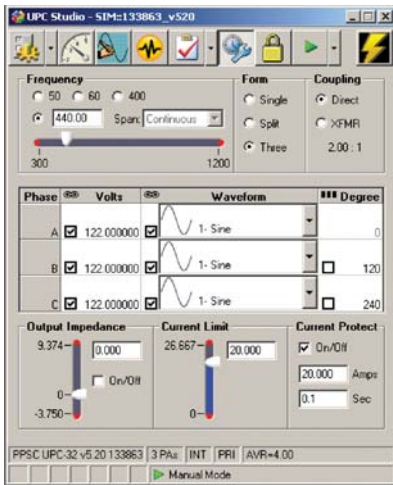 UPC Studio - SIM=133863_v520
Frequency
50 60 400
440.00 Span: Continuous
300 1200
Form
Single
Split
Three
Coupling
Direct
XFMR
2.00 : 1
Phase Volts Waveform Degree
A 122.000000 1- Sine 0
B 122.000000 1- Sine 120
C 122.000000 1- Sine 240
Output Impedance
9.374 0.000
On/Off
0
-3.750
Current Limit
26.667 20.000
0
Current Protect
On/Off
20.000 Amps
0.1 Sec
PPSC UPC-32 v5.20 133863 3 PAs INT PRI AVR=4.00
Manual Mode